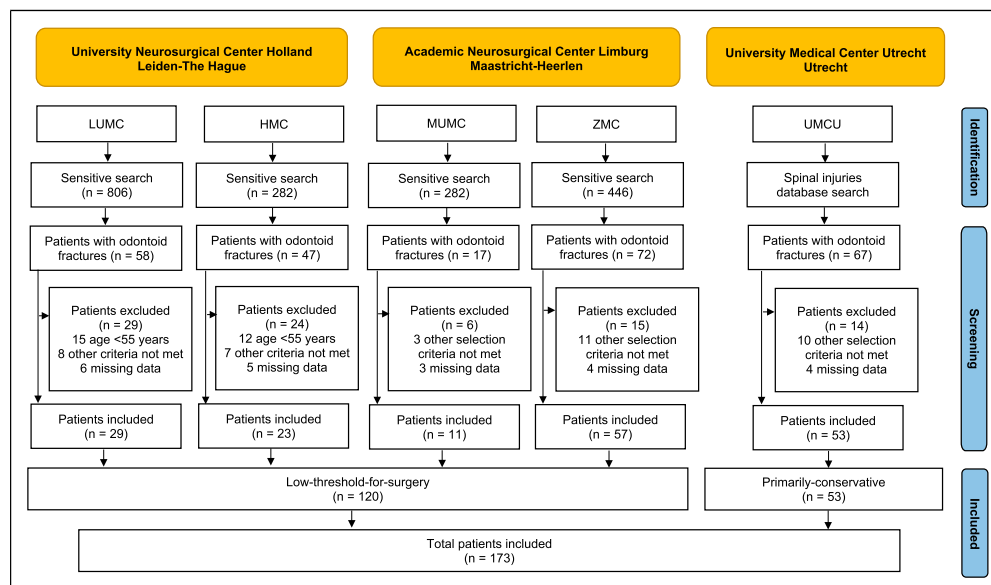 University Neurosurgical Center Holland
Leiden-The Hague
Academic Neurosurgical Center Limburg
Maastricht-Heerlen
University Medical Center Utrecht
Utrecht
LUMC
HMC
MUMC
ZMC
UMCU
Identification
Sensitive search
(n = 806)
Sensitive search
(n = 282)
Sensitive search
(n = 282)
Sensitive search
(n = 446)
Spinal injuries
database search
Patients with odontoid
fractures (n = 58)
Patients with odontoid
fractures (n = 47)
Patients with odontoid
fractures (n = 17)
Patients with odontoid
fractures (n = 72)
Patients with odontoid
fractures (n = 67)
Screening
Patients excluded
(n = 29)
15 age <55 years
8 other criteria not met
6 missing data
Patients excluded
(n = 24)
12 age <55 years
7 other criteria not met
5 missing data
Patients excluded
(n = 6)
3 other selection
criteria not met
3 missing data
Patients excluded
(n = 15)
11 other selection
criteria not met
4 missing data
Patients excluded
(n = 14)
10 other selection
criteria not met
4 missing data
Patients included
(n = 29)
Patients included
(n = 23)
Patients included
(n = 11)
Patients included
(n = 57)
Patients included
(n = 53)
Low-threshold-for-surgery
(n = 120)
Primarily-conservative
(n = 53)
Included
Total patients included
(n = 173)